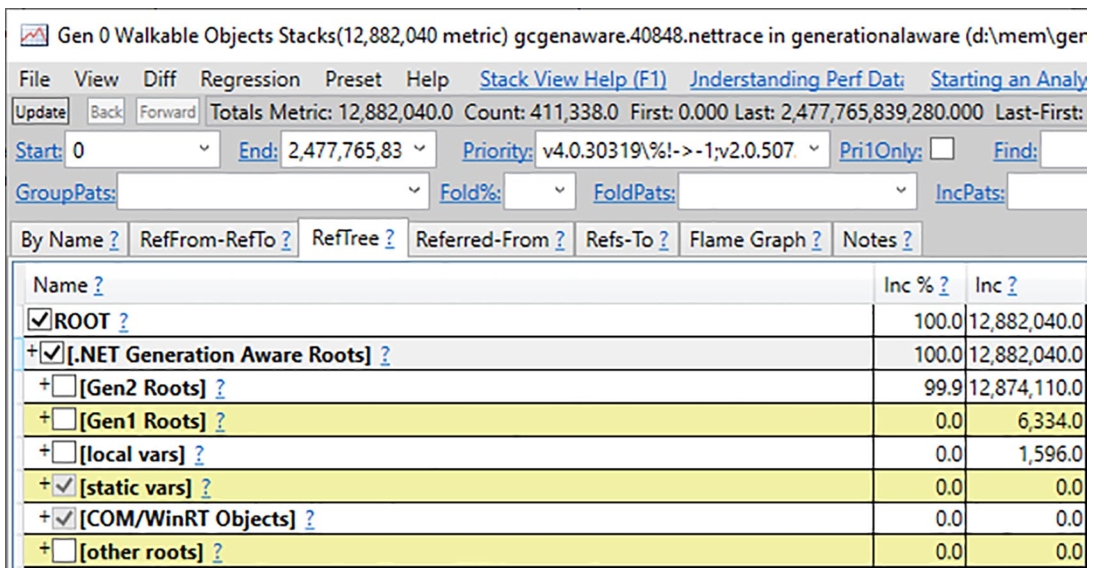 Gen 0 Walkable Objects Stacks(12,882,040 metric) gcgenaware.40848.nettrace in generationalaware (d:\mem\ger
File View Diff Regression Preset Help Stack View Help (F1) Jnderstanding Perf Data Starting an Analy
Update Back Forward Totals Metric: 12,882,040.0 Count: 411,338.0 First: 0.000 Last: 2,477,765,839,280.000 Last-First:
Start: 0 End: 2,477,765,83 Priority: v4.0.30319\%!->-1;v2.0.507. Pri1Only: Find:
GroupPats: Fold%: FoldPats: IncPats:
By Name ? RefFrom-RefTo ? RefTree ? Referred-From ? Refs-To ? Flame Graph ? Notes ?
Name ? Inc % ? Inc ?
ROOT ? 100.0 12,882,040.0
+ [.NET Generation Aware Roots] ? 100.0 12,882,040.0
+ [Gen2 Roots] ? 99.9 12,874,110.0
+ [Gen1 Roots] ? 0.0 6,334.0
+ [local vars] ? 0.0 1,596.0
+ [static vars] ? 0.0 0.0
+ [COM/WinRT Objects] ? 0.0 0.0
+ [other roots] ? 0.0 0.0